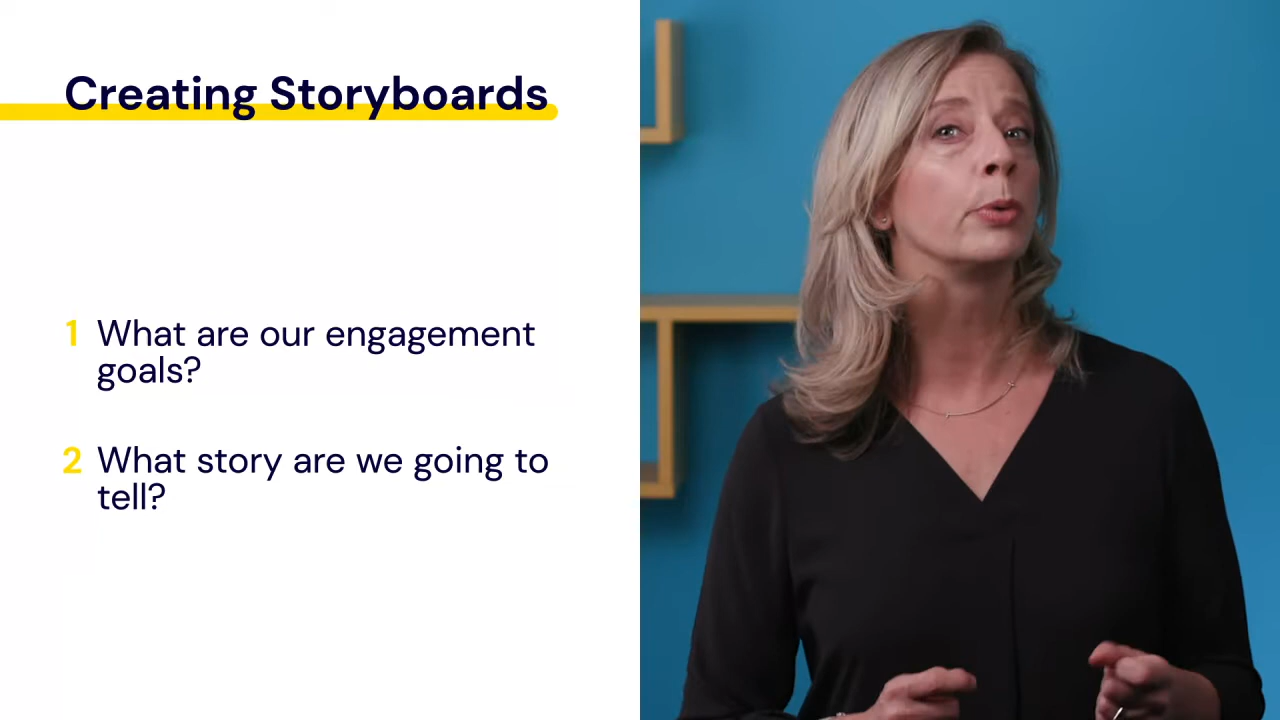 Creating Storyboards
1 What are our engagement
goals?
2 What story are we going to
tell?